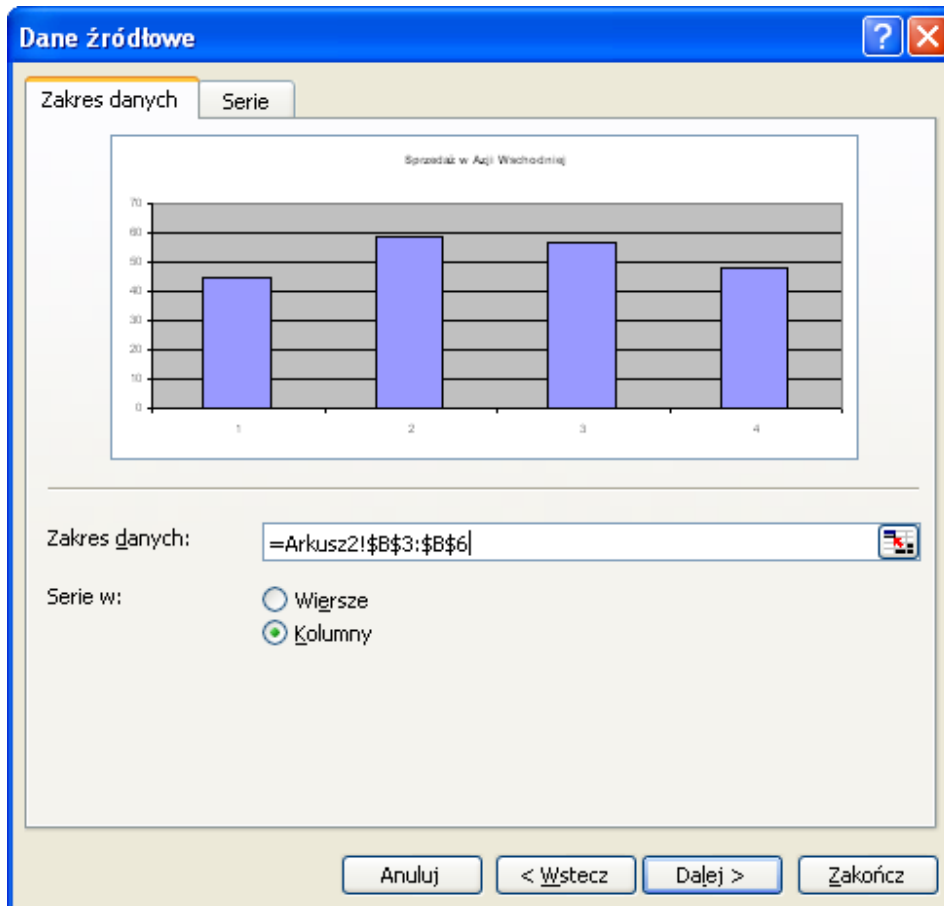 Dane źródłowe
Zakres danych Serie
Sprzedaż w Azji Wschodniej
70
60
50
40
30
20
10
0
1 2 3 4
Zakres danych: =Arkusz2!$B$3:$B$6
Serie w: Wiersze
Kolumny
Anuluj < Wstecz Dalej > Zakończ